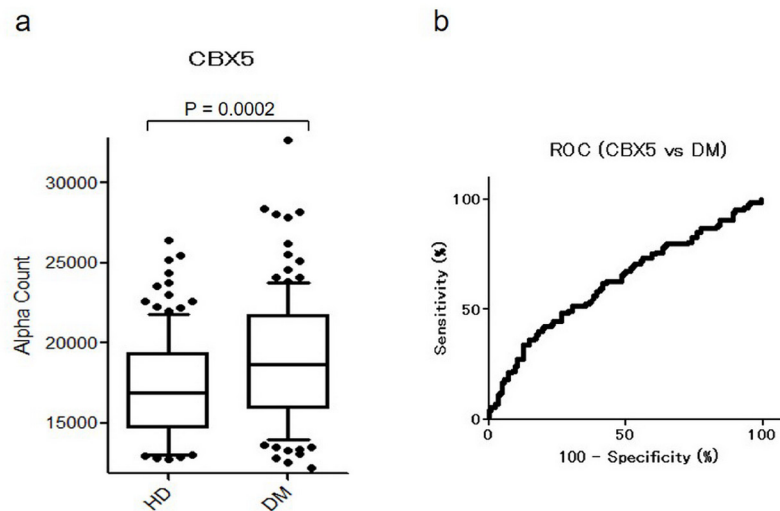 a
CBX5
P = 0.0002
Alpha Count
30000
25000
20000
15000
HD
DM
b
ROC (CBX5 vs DM)
Sensitivity (%)
100
50
0
0
50
100
100 - Specificity (%)